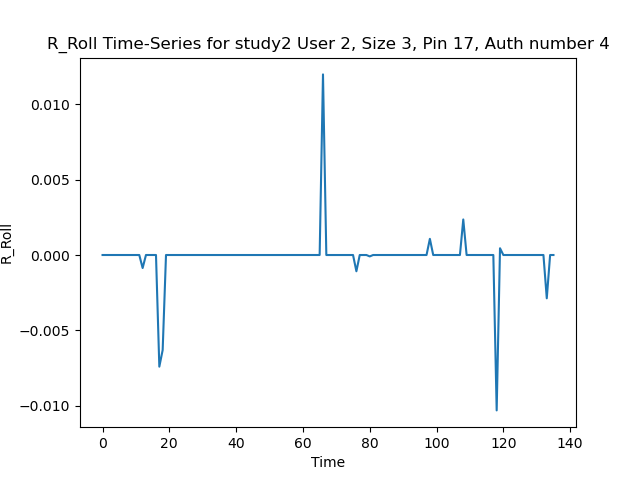 R_Roll Time-Series for study2 User 2, Size 3, Pin 17, Auth number 4
0.010
0.005
0.000
−0.005
−0.010
R_Roll
0 20 40 60 80 100 120 140
Time